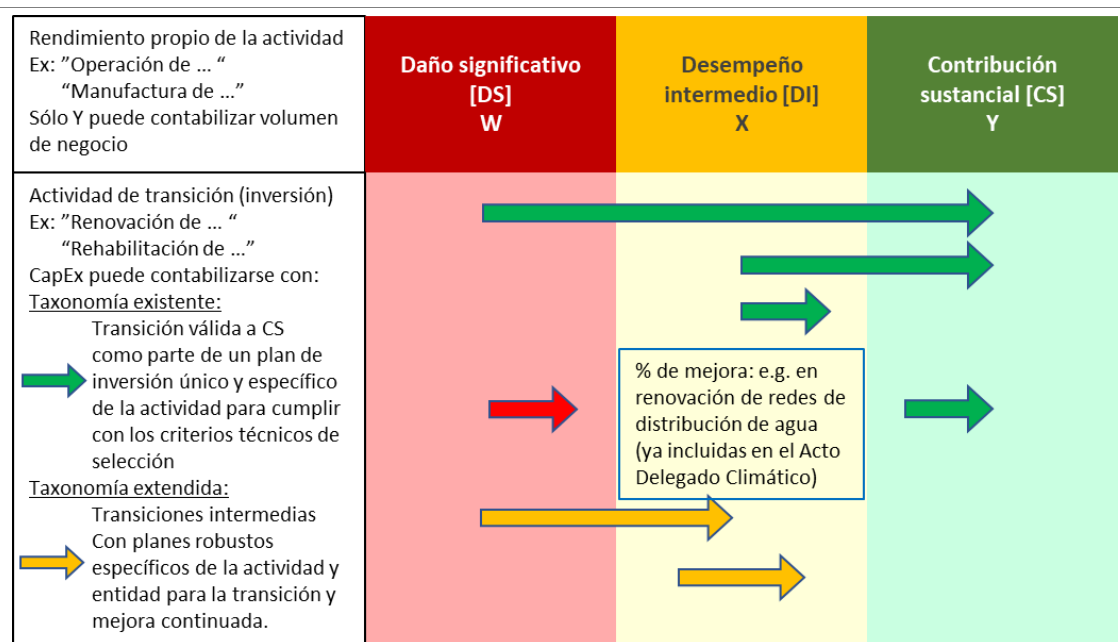 Rendimiento propio de la actividad
Ex: ”Operación de ... “
“Manufactura de ...”
Sólo Y puede contabilizar volumen
de negocio
Daño significativo
[DS]
W
Desempeño
intermedio [DI]
X
Contribución
sustancial [CS]
Y
Actividad de transición (inversión)
Ex: ”Renovación de ... “
“Rehabilitación de ...”
CapEx puede contabilizarse con:
Taxonomía existente:
Transición válida a CS
como parte de un plan de
inversión único y específico
de la actividad para cumplir
con los criterios técnicos de
selección
Taxonomía extendida:
Transiciones intermedias
Con planes robustos
específicos de la actividad y
entidad para la transición y
mejora continuada.
% de mejora: e.g. en
renovación de redes de
distribución de agua
(ya incluidas en el Acto
Delegado Climático)